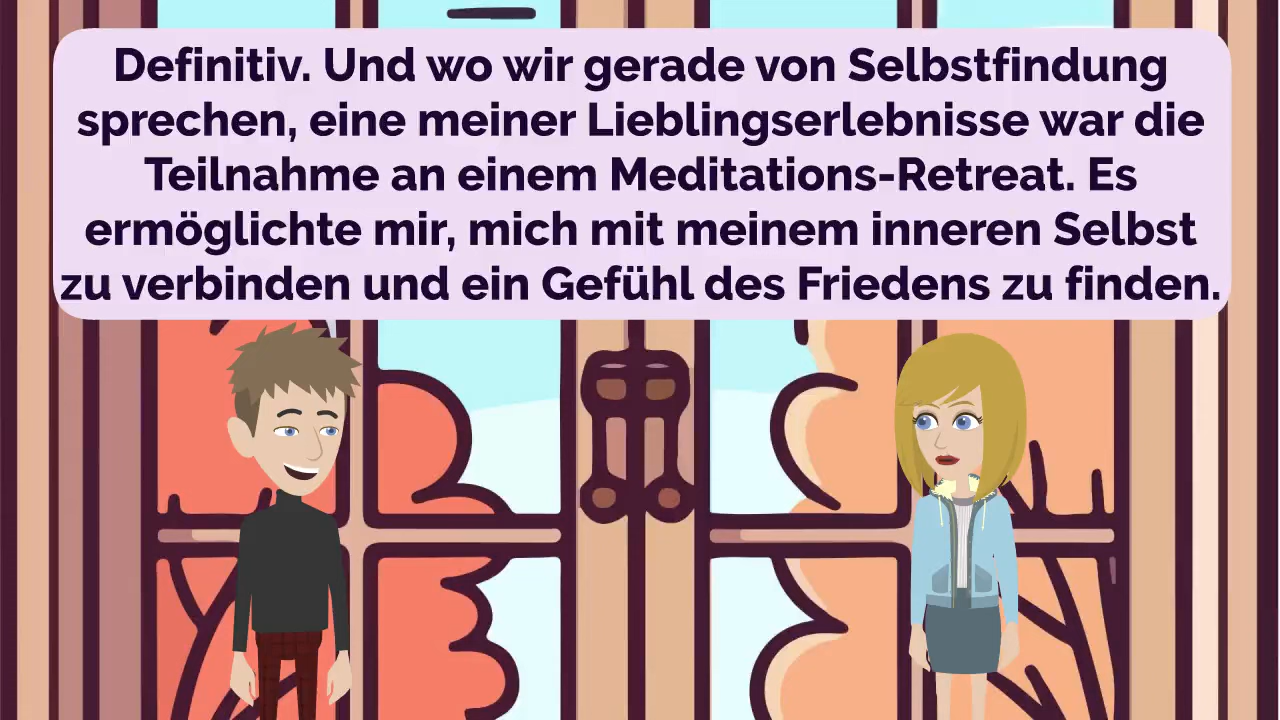 Definitiv. Und wo wir gerade von Selbstfindung
sprechen, eine meiner Lieblingserlebnisse war die
Teilnahme an einem Meditations-Retreat. Es
ermöglichte mir, mich mit meinem inneren Selbst
zu verbinden und ein Gefühl des Friedens zu finden.